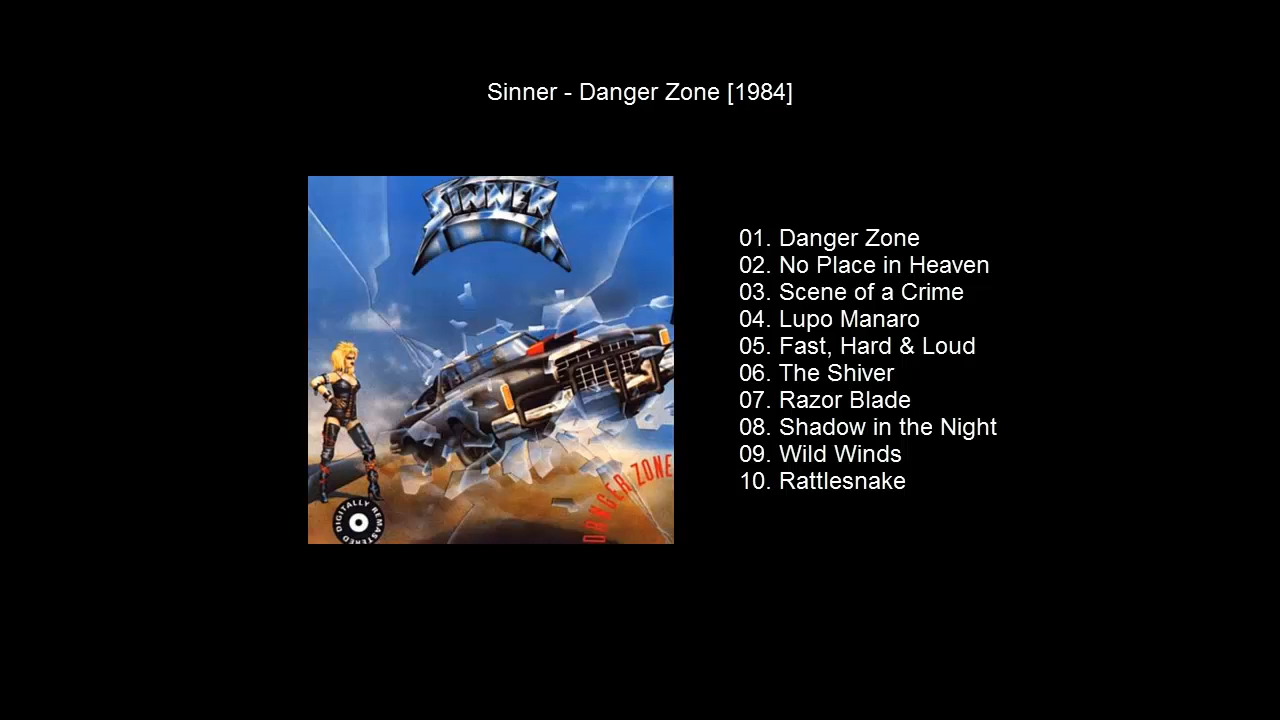 Sinner - Danger Zone [1984]
SINNER
01. Danger Zone
02. No Place in Heaven
03. Scene of a Crime
04. Lupo Manaro
05. Fast, Hard & Loud
06. The Shiver
07. Razor Blade
08. Shadow in the Night
09. Wild Winds
10. Rattlesnake
DANGER ZONE
DIGITALLY REMASTERED